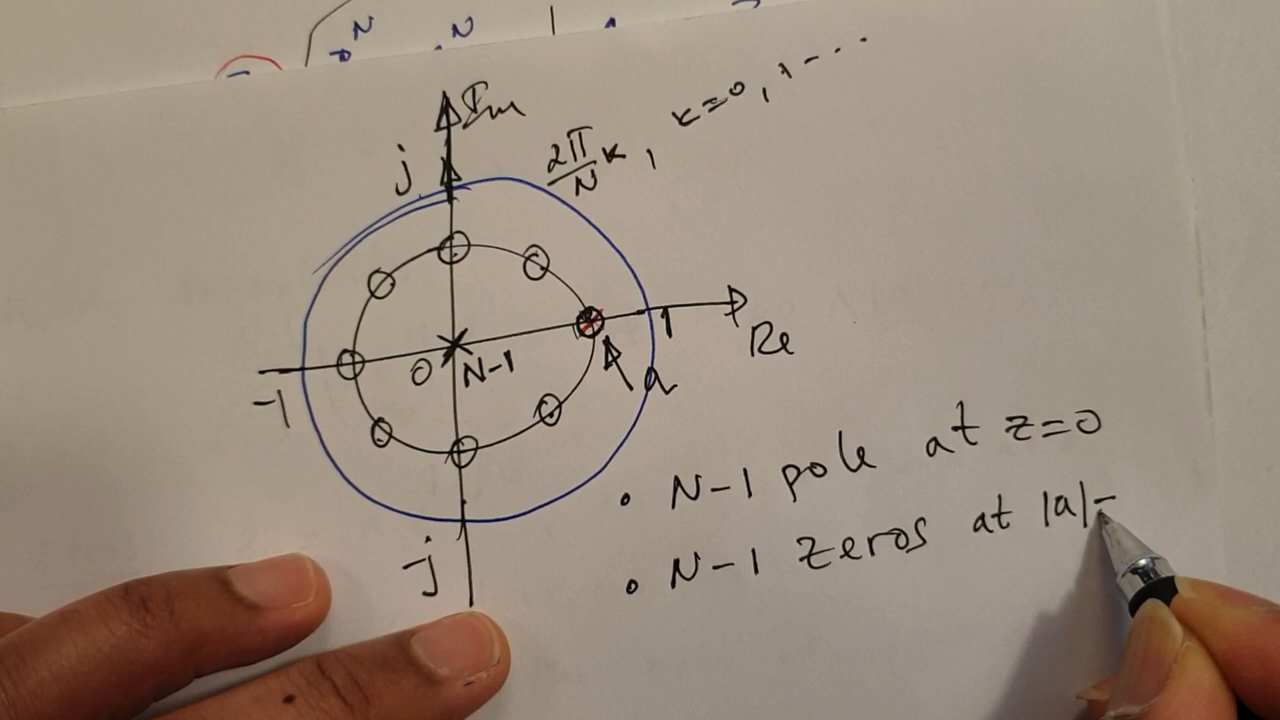 N N
Im
j
2π/N k, k=0, 1 - ...
1
Re
0
N-1
a
-1
-j
• N-1 pole at z=0
• N-1 zeros at |a|-